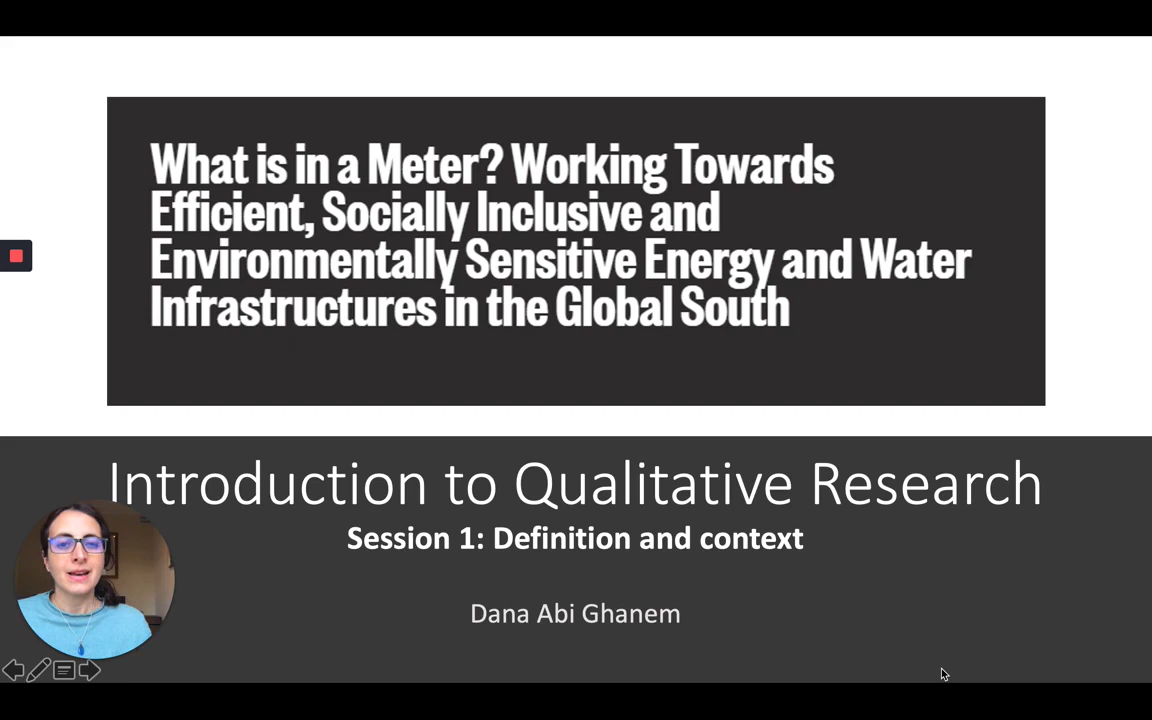 What is in a Meter? Working Towards
Efficient, Socially Inclusive and
Environmentally Sensitive Energy and Water
Infrastructures in the Global South
Introduction to Qualitative Research
Session 1: Definition and context
Dana Abi Ghanem